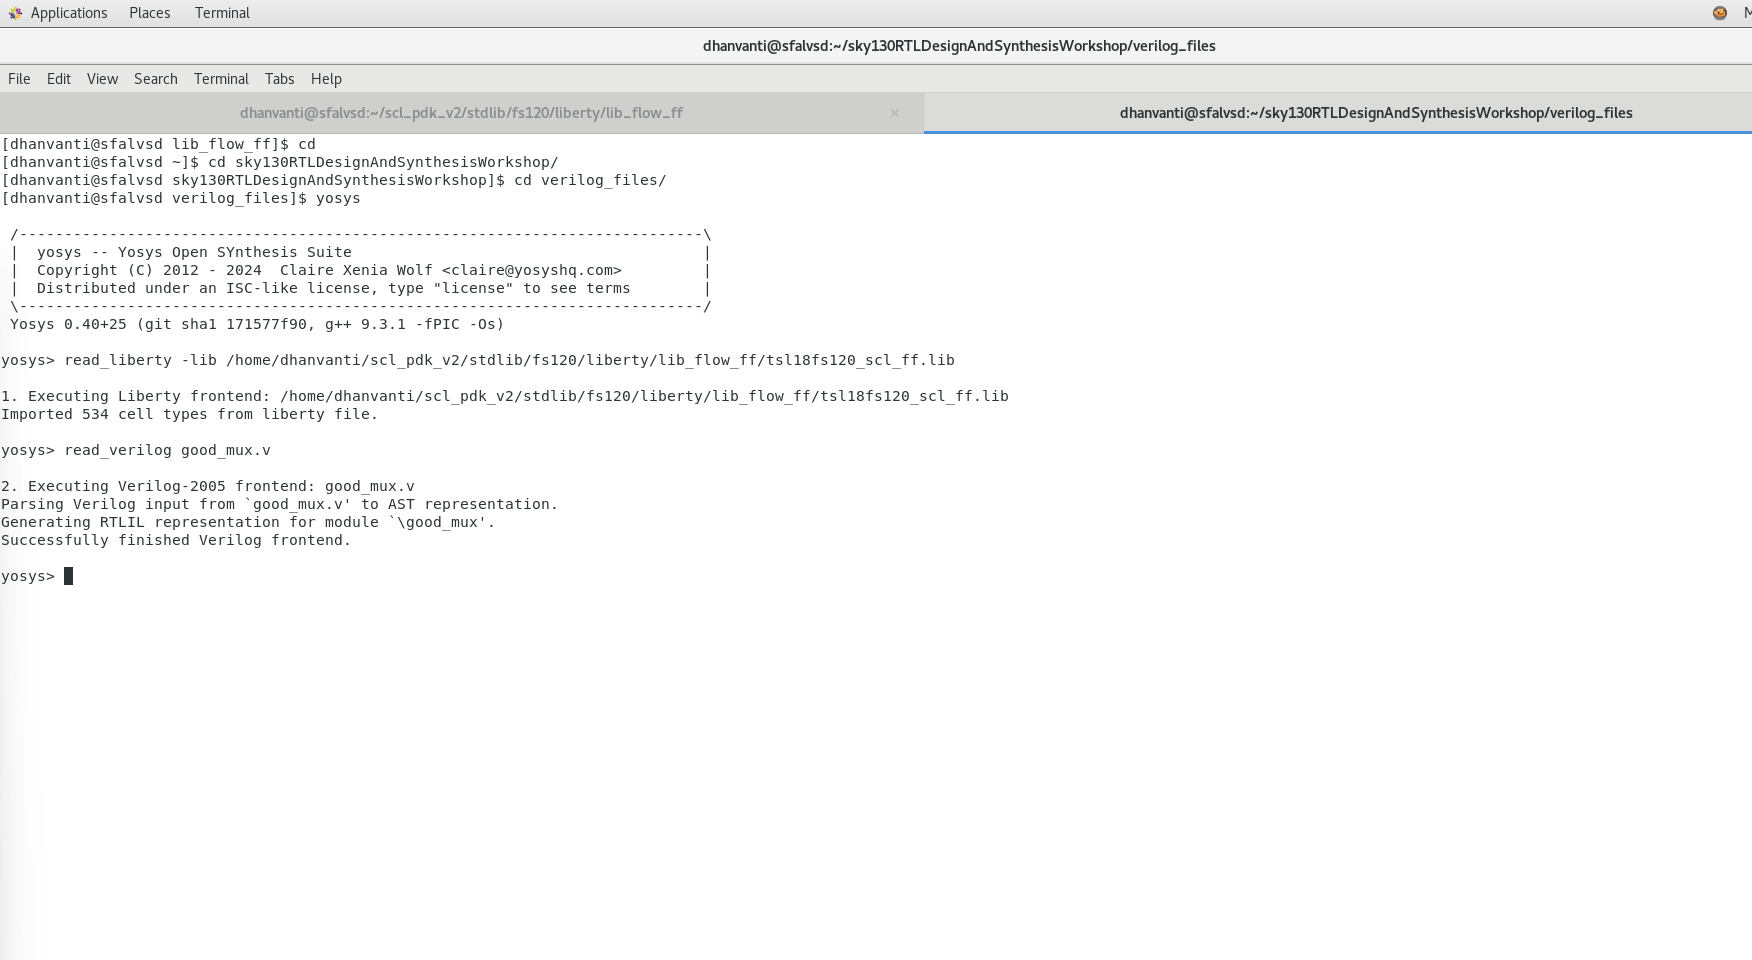 Applications Places Terminal
dhanvanti@sfalvsd:~/sky130RTLDesignAndSynthesisWorkshop/verilog_files
File Edit View Search Terminal Tabs Help
dhanvanti@sfalvsd:~/scl_pdk_v2/stdlib/fs120/liberty/lib_flow_ff × dhanvanti@sfalvsd:~/sky130RTLDesignAndSynthesisWorkshop/verilog_files
[dhanvanti@sfalvsd lib_flow_ff]$ cd
[dhanvanti@sfalvsd ~]$ cd sky130RTLDesignAndSynthesisWorkshop/
[dhanvanti@sfalvsd sky130RTLDesignAndSynthesisWorkshop]$ cd verilog_files/
[dhanvanti@sfalvsd verilog_files]$ yosys
/----------------------------------------------------------------------------\
|  yosys -- Yosys Open SYnthesis Suite                                       |
|  Copyright (C) 2012 - 2024  Claire Xenia Wolf <claire@yosyshq.com>         |
|  Distributed under an ISC-like license, type "license" to see terms        |
\----------------------------------------------------------------------------/
Yosys 0.40+25 (git sha1 171577f90, g++ 9.3.1 -fPIC -Os)
yosys> read_liberty -lib /home/dhanvanti/scl_pdk_v2/stdlib/fs120/liberty/lib_flow_ff/tsl18fs120_scl_ff.lib
1. Executing Liberty frontend: /home/dhanvanti/scl_pdk_v2/stdlib/fs120/liberty/lib_flow_ff/tsl18fs120_scl_ff.lib
Imported 534 cell types from liberty file.
yosys> read_verilog good_mux.v
2. Executing Verilog-2005 frontend: good_mux.v
Parsing Verilog input from `good_mux.v' to AST representation.
Generating RTLIL representation for module `\good_mux'.
Successfully finished Verilog frontend.
yosys>